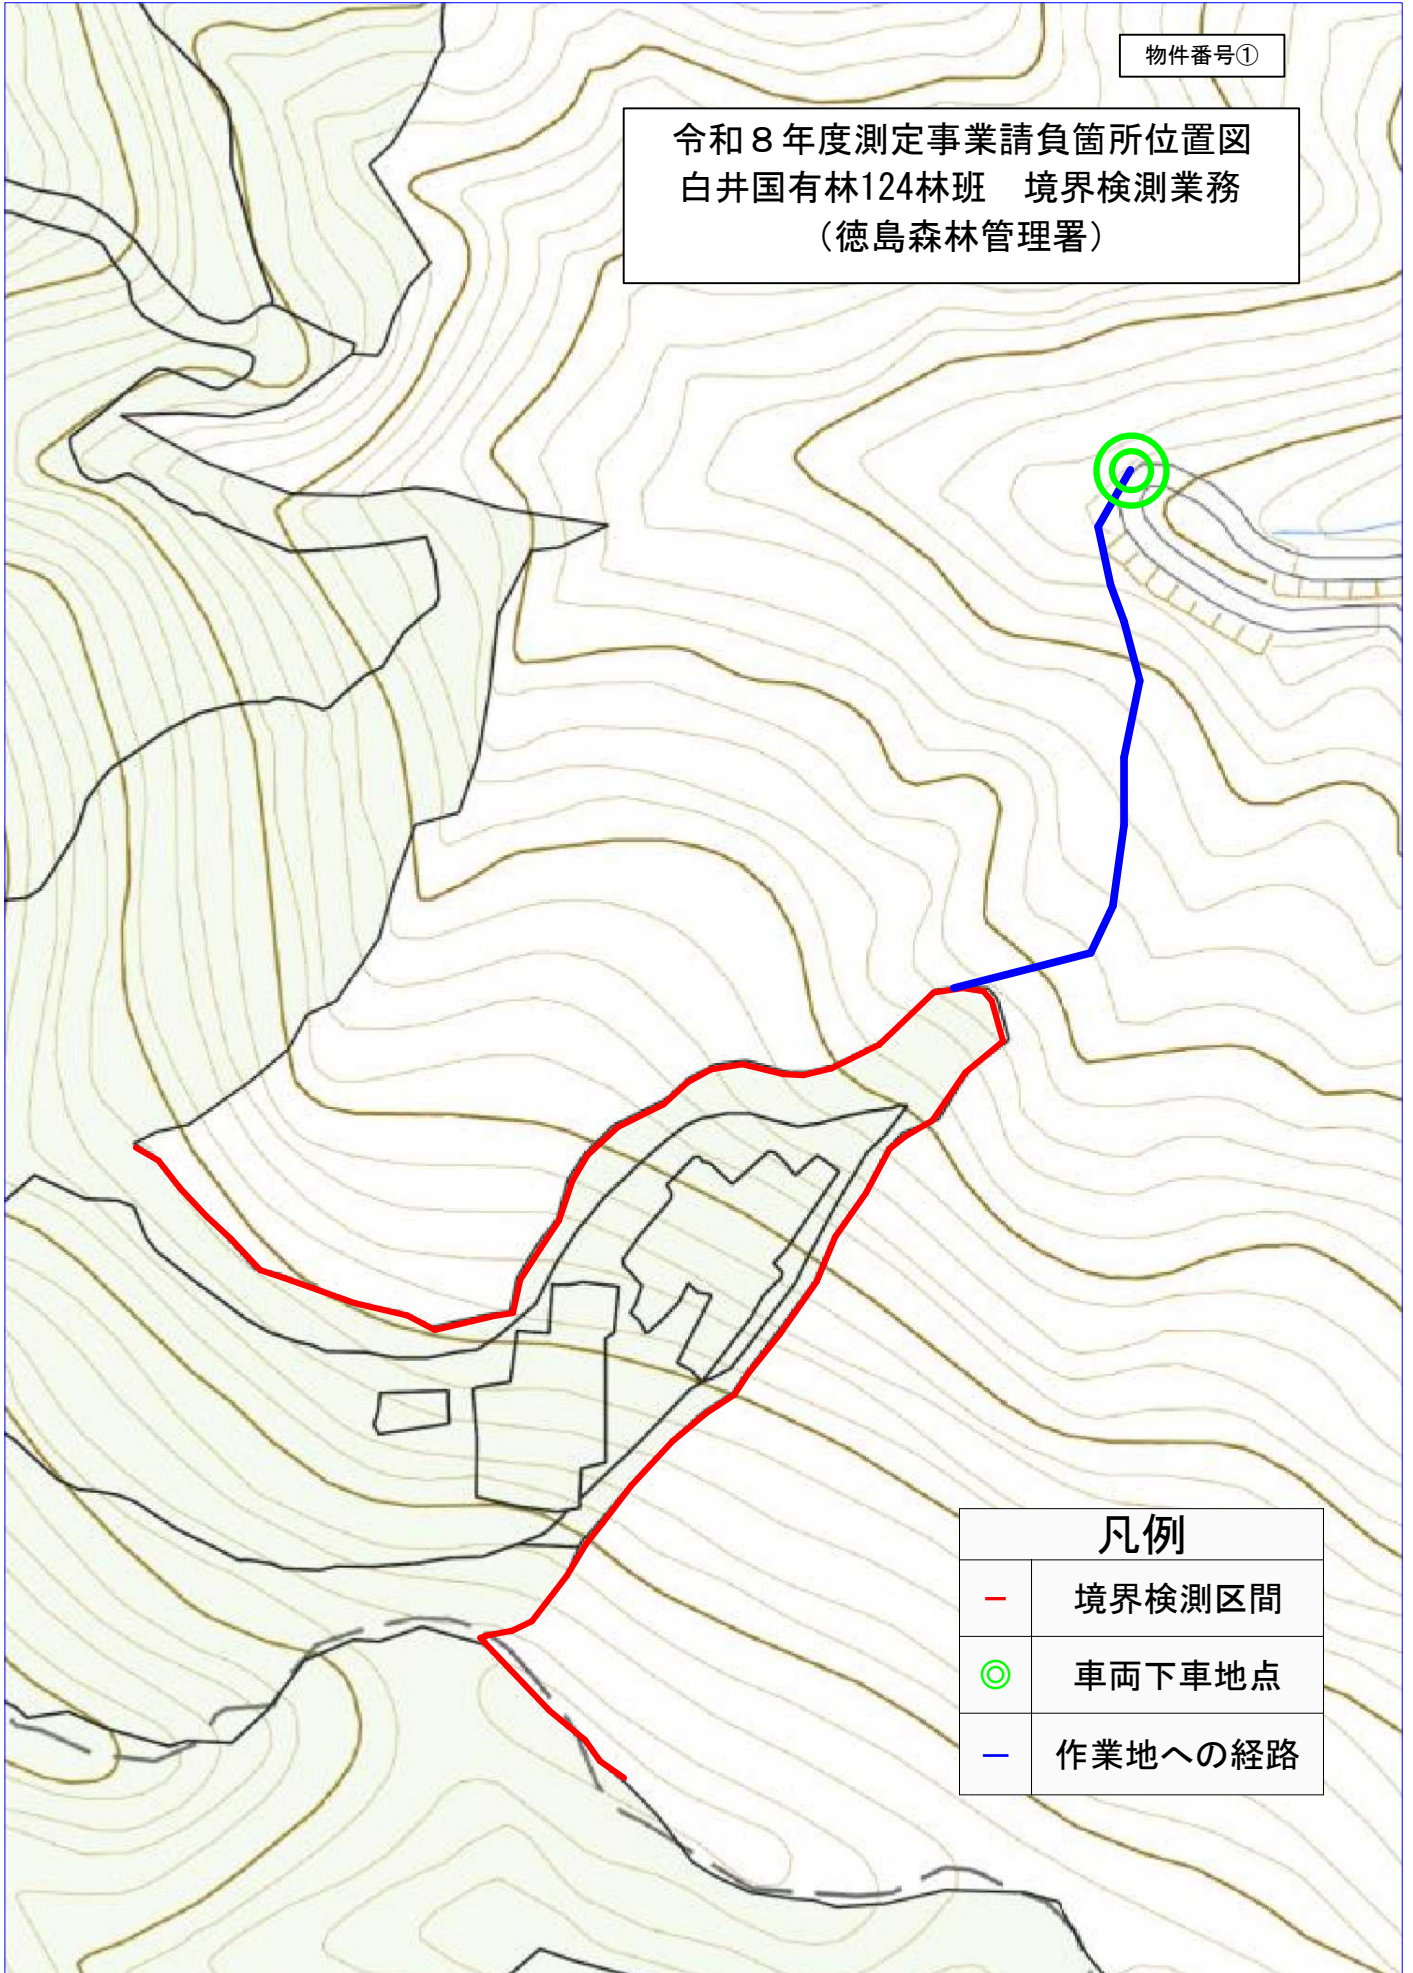 物件番号①
令和８年度測定事業請負箇所位置図
白井国有林124林班　境界検測業務
（徳島森林管理署）
凡例
境界検測区間
車両下車地点
作業地への経路